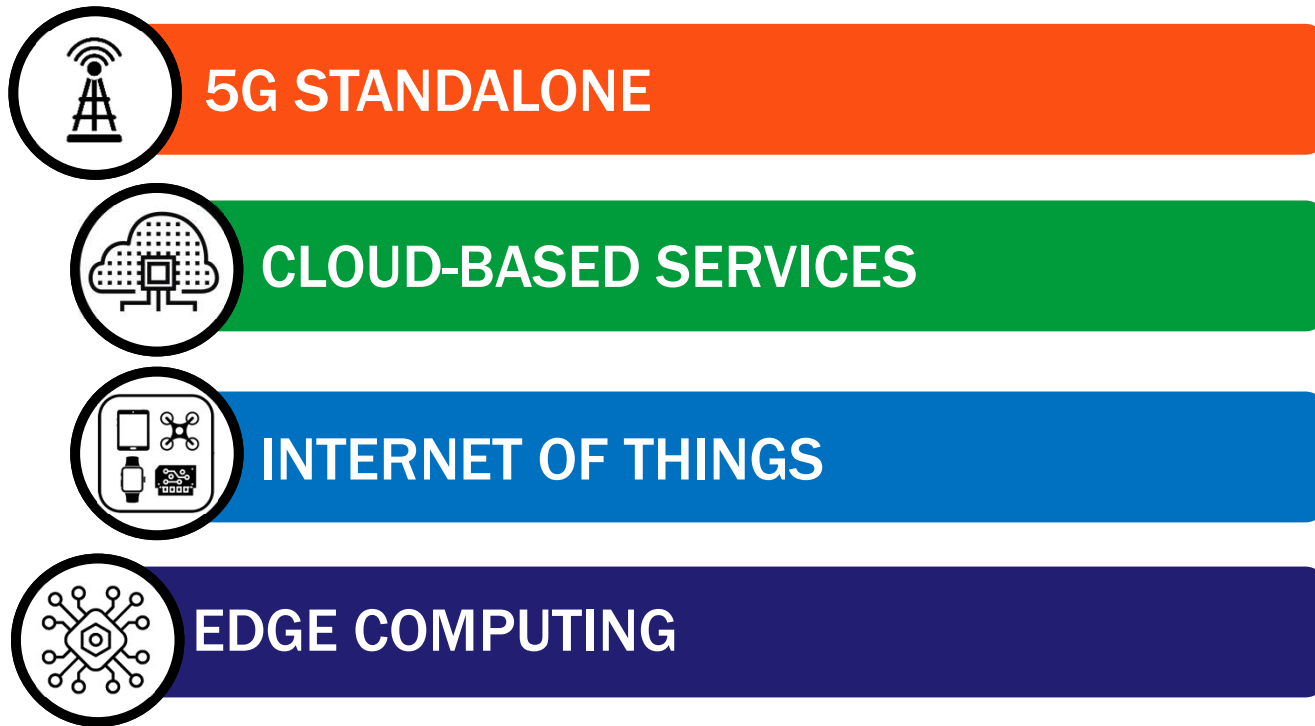 5G STANDALONE
CLOUD-BASED SERVICES
INTERNET OF THINGS
EDGE COMPUTING